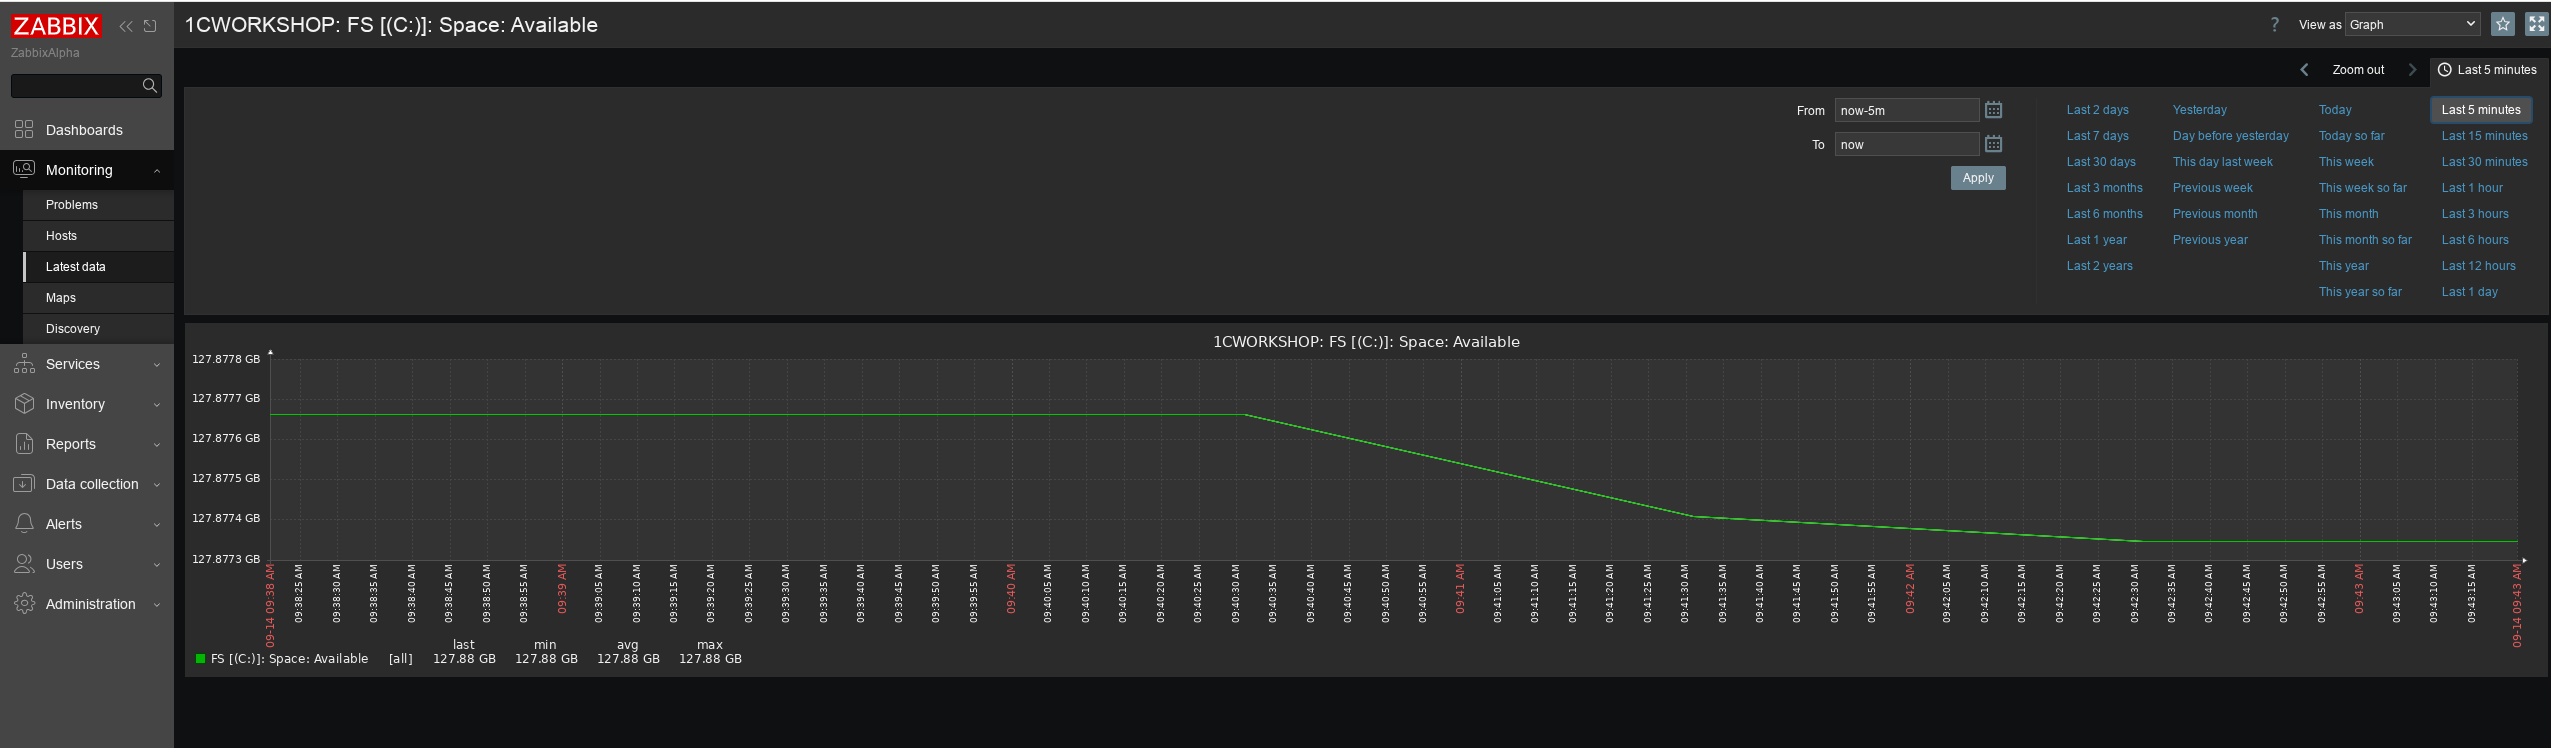 ZABBIX
ZabbixAlpha
Dashboards
Monitoring
Problems
Hosts
Latest data
Maps
Discovery
Services
Inventory
Reports
Data collection
Alerts
Users
Administration
1CWORKSHOP: FS [(C:)]: Space: Available
? View as Graph
Zoom out Last 5 minutes
From now-5m
To now
Apply
Last 2 days Yesterday Today Last 5 minutes
Last 7 days Day before yesterday Today so far Last 15 minutes
Last 30 days This day last week This week Last 30 minutes
Last 3 months Previous week This week so far Last 1 hour
Last 6 months Previous month This month Last 3 hours
Last 1 year Previous year This month so far Last 6 hours
Last 2 years This year Last 12 hours
This year so far Last 1 day
1CWORKSHOP: FS [(C:)]: Space: Available
127.8778 GB
127.8777 GB
127.8776 GB
127.8775 GB
127.8774 GB
127.8773 GB
09-14 09:38 AM
09:38:25 AM
09:38:30 AM
09:38:35 AM
09:38:40 AM
09:38:45 AM
09:38:50 AM
09:38:55 AM
09:39 AM
09:39:05 AM
09:39:10 AM
09:39:15 AM
09:39:20 AM
09:39:25 AM
09:39:30 AM
09:39:35 AM
09:39:40 AM
09:39:45 AM
09:39:50 AM
09:39:55 AM
09:40 AM
09:40:05 AM
09:40:10 AM
09:40:15 AM
09:40:20 AM
09:40:25 AM
09:40:30 AM
09:40:35 AM
09:40:40 AM
09:40:45 AM
09:40:50 AM
09:40:55 AM
09:41 AM
09:41:05 AM
09:41:10 AM
09:41:15 AM
09:41:20 AM
09:41:25 AM
09:41:30 AM
09:41:35 AM
09:41:40 AM
09:41:45 AM
09:41:50 AM
09:41:55 AM
09:42 AM
09:42:05 AM
09:42:10 AM
09:42:15 AM
09:42:20 AM
09:42:25 AM
09:42:30 AM
09:42:35 AM
09:42:40 AM
09:42:45 AM
09:42:50 AM
09:42:55 AM
09:43 AM
09:43:05 AM
09:43:10 AM
09:43:15 AM
09-14 09:43 AM
last min avg max
FS [(C:)]: Space: Available [all] 127.88 GB 127.88 GB 127.88 GB 127.88 GB